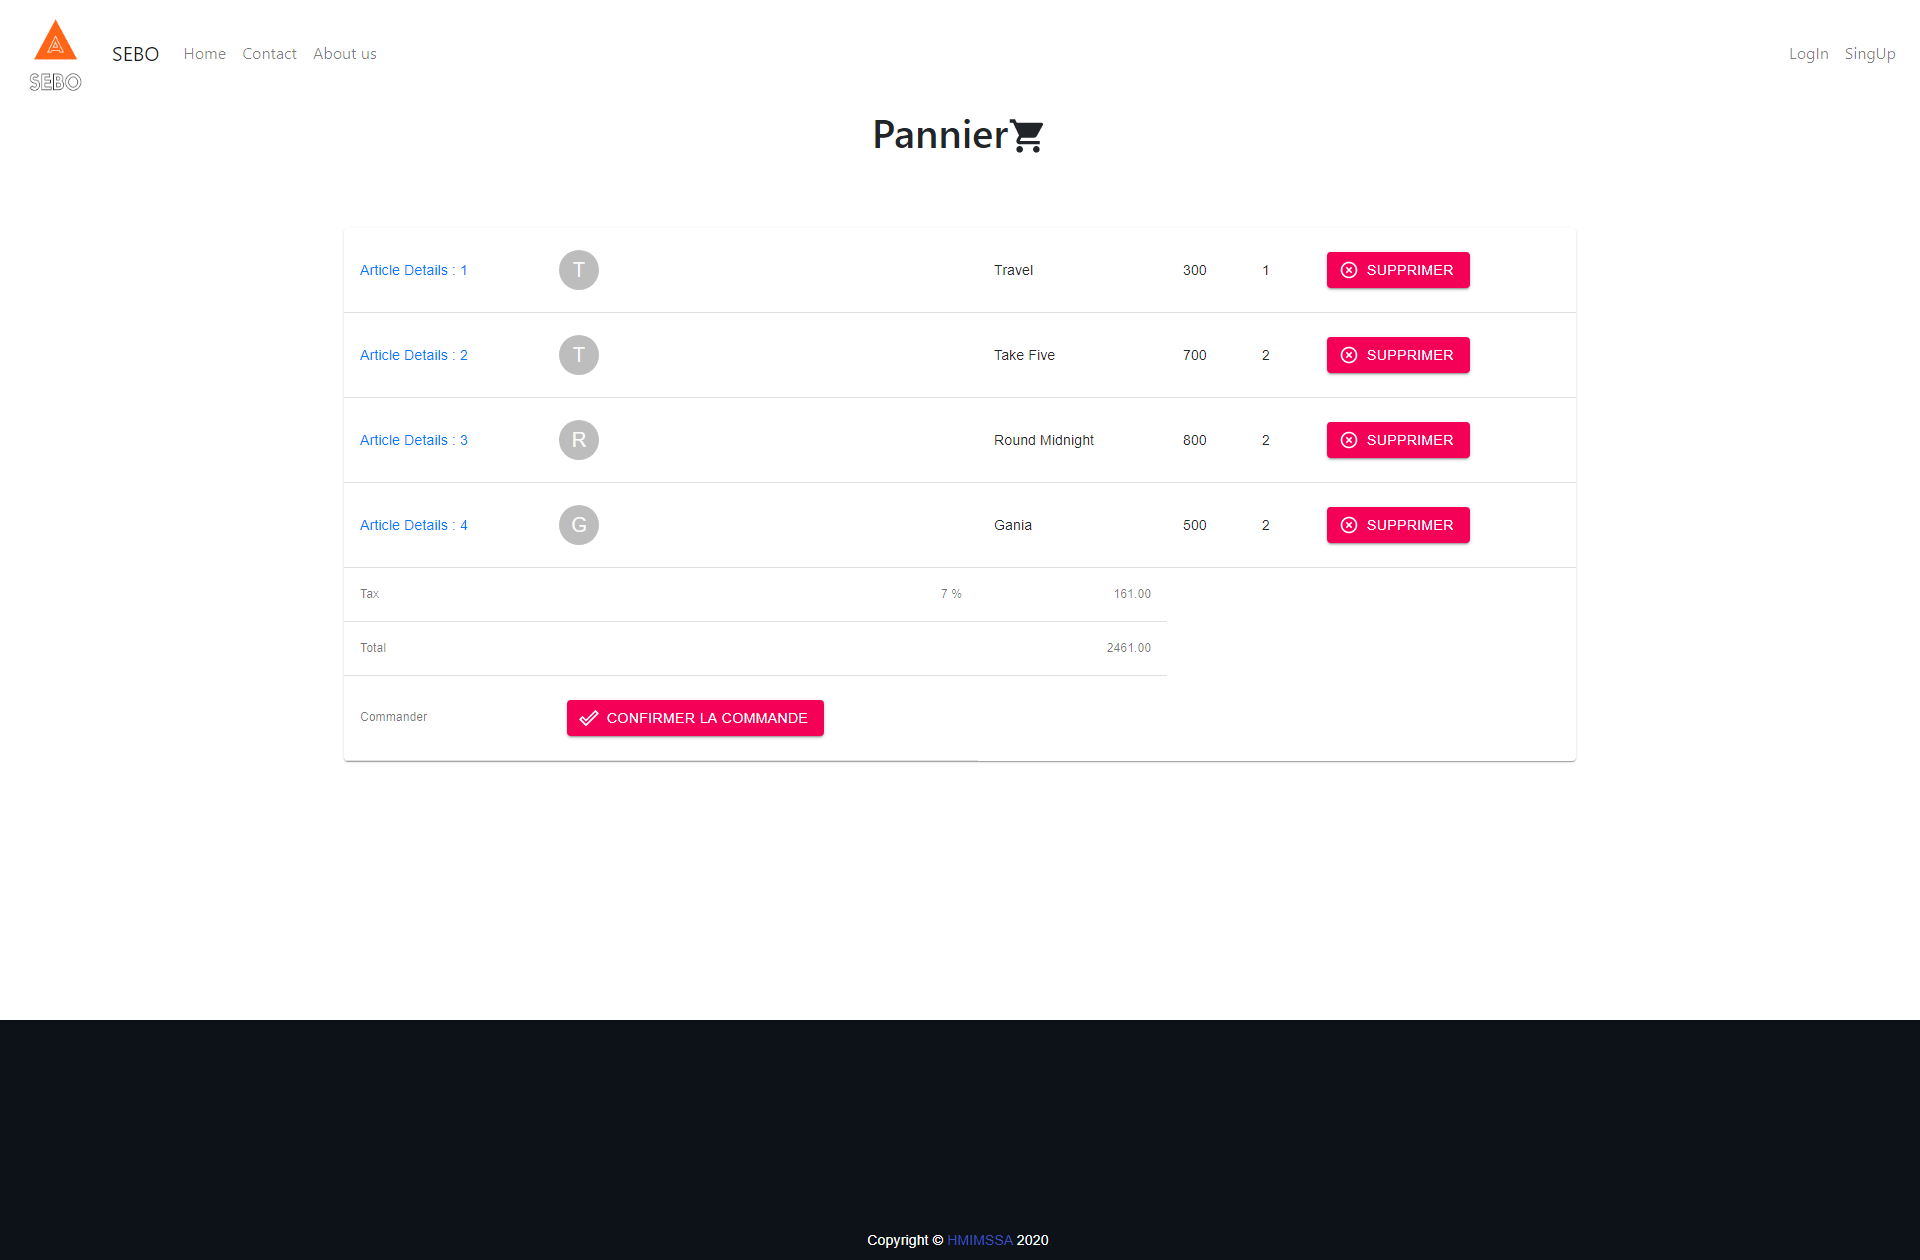 A
SEBO
SEBO Home Contact About us LogIn SingUp
Pannier
Article Details : 1 T Travel 300 1 SUPPRIMER
Article Details : 2 T Take Five 700 2 SUPPRIMER
Article Details : 3 R Round Midnight 800 2 SUPPRIMER
Article Details : 4 G Gania 500 2 SUPPRIMER
Tax 7 % 161.00
Total 2461.00
Commander CONFIRMER LA COMMANDE
Copyright © HMIMSSA 2020